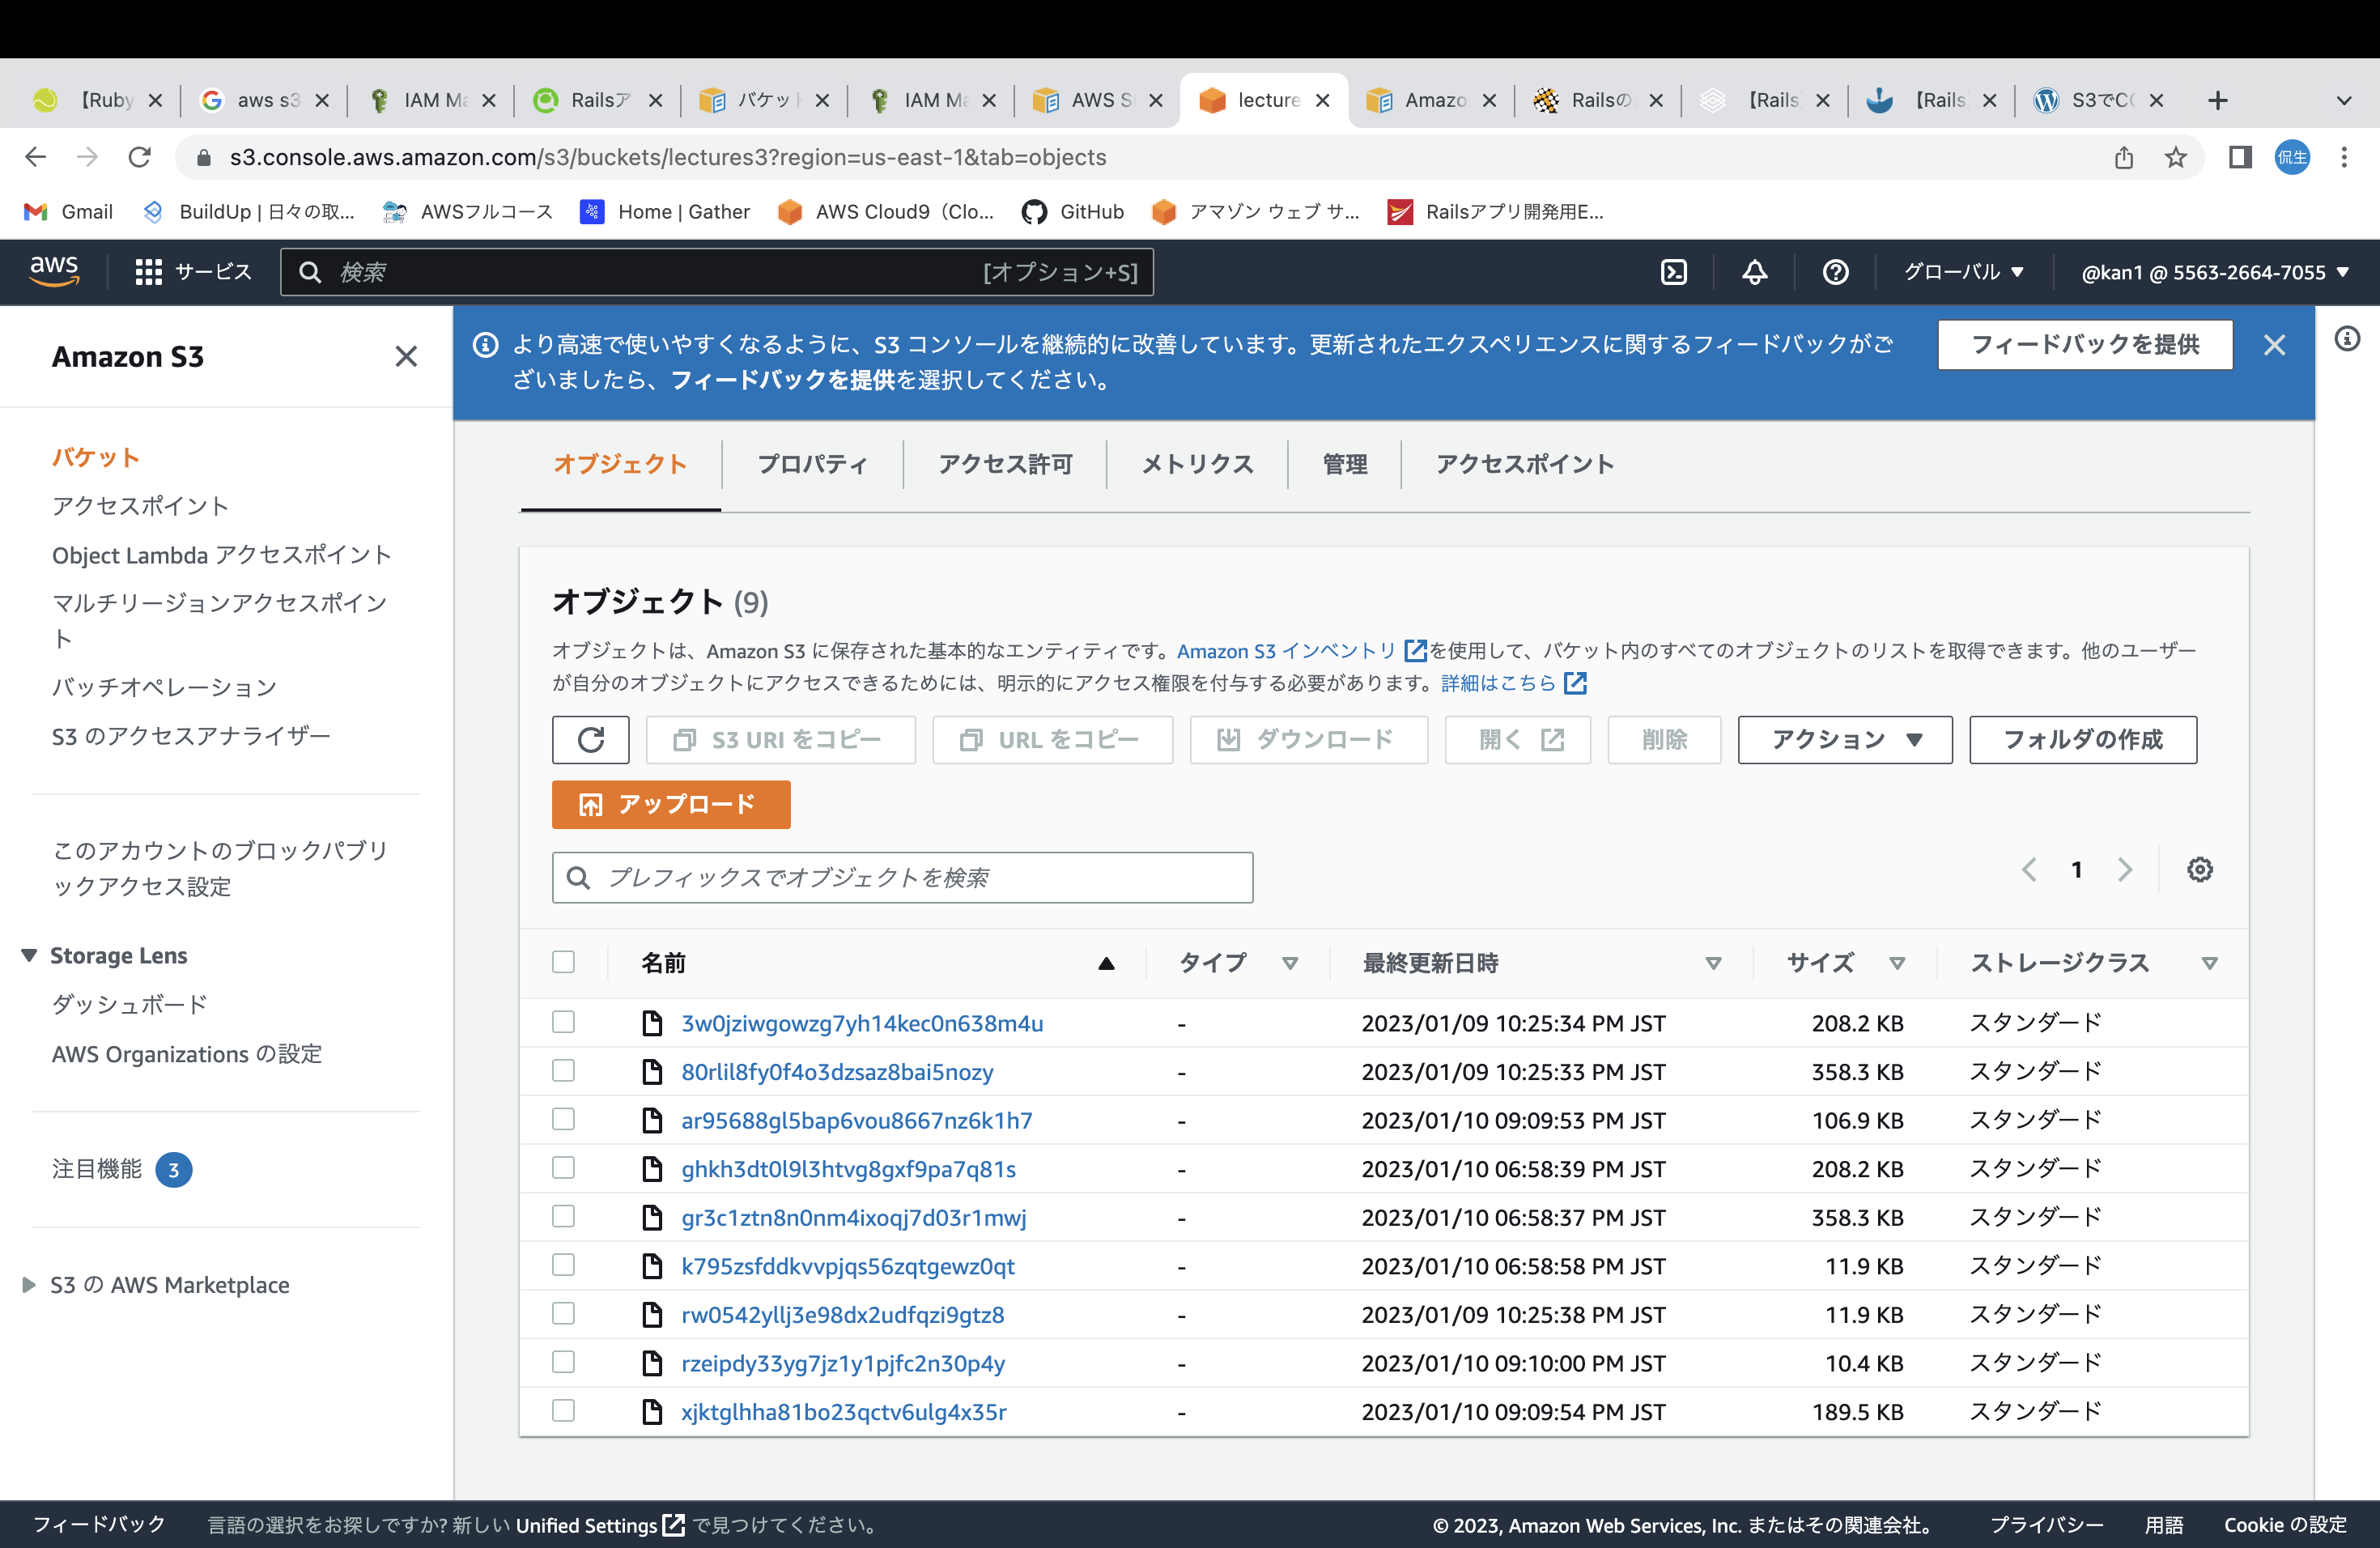 【Ruby
aws s3
IAM Ma
Railsア
バケット
IAM Ma
AWS S
lecture
Amazo
Railsの
【Rails
【Rails
S3でC
s3.console.aws.amazon.com/s3/buckets/lectures3?region=us-east-1&tab=objects
侃生
Gmail
BuildUp | 日々の取...
AWSフルコース
Home | Gather
AWS Cloud9（Clo...
GitHub
アマゾン ウェブ サ...
Railsアプリ開発用E...
aws
サービス
検索
[オプション+S]
グローバル
@kan1 @ 5563-2664-7055
Amazon S3
バケット
アクセスポイント
Object Lambda アクセスポイント
マルチリージョンアクセスポイン
ト
バッチオペレーション
S3 のアクセスアナライザー
このアカウントのブロックパブリ
ックアクセス設定
Storage Lens
ダッシュボード
AWS Organizations の設定
注目機能 3
S3 の AWS Marketplace
より高速で使いやすくなるように、S3 コンソールを継続的に改善しています。更新されたエクスペリエンスに関するフィードバックがご
ざいましたら、フィードバックを提供を選択してください。
フィードバックを提供
オブジェクト
プロパティ
アクセス許可
メトリクス
管理
アクセスポイント
オブジェクト (9)
オブジェクトは、Amazon S3 に保存された基本的なエンティティです。Amazon S3 インベントリ を使用して、バケット内のすべてのオブジェクトのリストを取得できます。他のユーザー
が自分のオブジェクトにアクセスできるためには、明示的にアクセス権限を付与する必要があります。詳細はこちら
S3 URI をコピー
URL をコピー
ダウンロード
開く
削除
アクション
フォルダの作成
アップロード
プレフィックスでオブジェクトを検索
1
名前 タイプ 最終更新日時 サイズ ストレージクラス
3w0jziwgowzg7yh14kec0n638m4u - 2023/01/09 10:25:34 PM JST 208.2 KB スタンダード
80rlil8fy0f4o3dzsaz8bai5nozy - 2023/01/09 10:25:33 PM JST 358.3 KB スタンダード
ar95688gl5bap6vou8667nz6k1h7 - 2023/01/10 09:09:53 PM JST 106.9 KB スタンダード
ghkh3dt0l9l3htvg8gxf9pa7q81s - 2023/01/10 06:58:39 PM JST 208.2 KB スタンダード
gr3c1ztn8n0nm4ixoqj7d03r1mwj - 2023/01/10 06:58:37 PM JST 358.3 KB スタンダード
k795zsfddkvvpjqs56zqtgewz0qt - 2023/01/10 06:58:58 PM JST 11.9 KB スタンダード
rw0542yllj3e98dx2udfqzi9gtz8 - 2023/01/09 10:25:38 PM JST 11.9 KB スタンダード
rzeipdy33yg7jz1y1pjfc2n30p4y - 2023/01/10 09:10:00 PM JST 10.4 KB スタンダード
xjktglhha81bo23qctv6ulg4x35r - 2023/01/10 09:09:54 PM JST 189.5 KB スタンダード
フィードバック
言語の選択をお探しですか? 新しい Unified Settings で見つけてください。
© 2023, Amazon Web Services, Inc. またはその関連会社。
プライバシー
用語
Cookie の設定